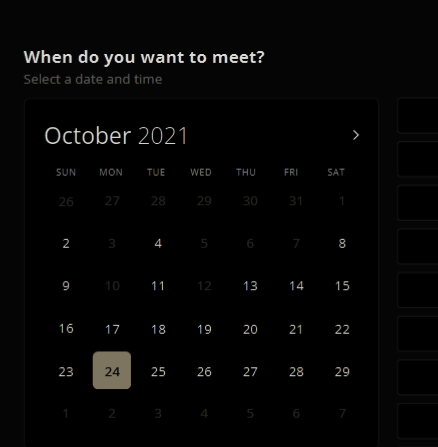 When do you want to meet?
Select a date and time
October 2021
SUN MON TUE WED THU FRI SAT
26 27 28 29 30 31 1
2 3 4 5 6 7 8
9 10 11 12 13 14 15
16 17 18 19 20 21 22
23 24 25 26 27 28 29
1 2 3 4 5 6 7